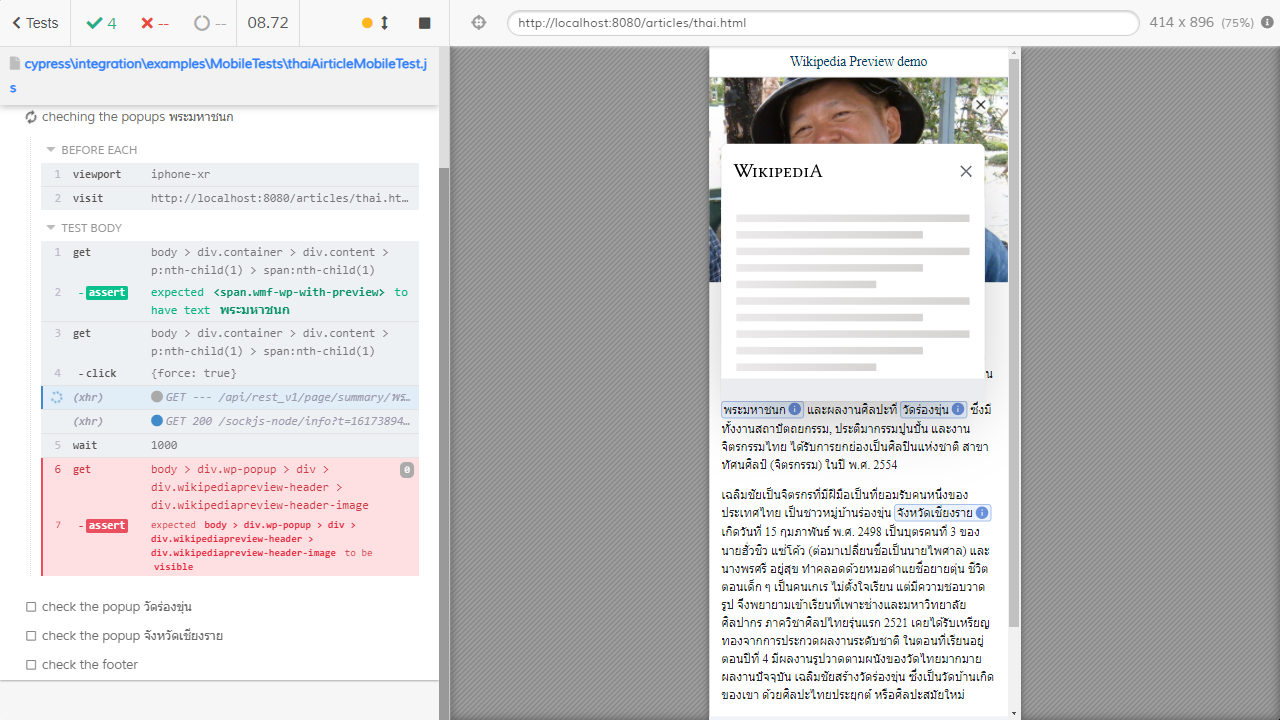 Tests
4
--
--
08.72
http://localhost:8080/articles/thai.html
414 x 896 (75%)
cypress\integration\examples\MobileTests\thaiAirticleMobileTest.j
s
cheching the popups พระมหาชนก
BEFORE EACH
1 viewport iphone-xr
2 visit http://localhost:8080/articles/thai.ht…
TEST BODY
1 get body > div.container > div.content >
p:nth-child(1) > span:nth-child(1)
2 -assert expected <span.wmf-wp-with-preview> to
have text พระมหาชนก
3 get body > div.container > div.content >
p:nth-child(1) > span:nth-child(1)
4 -click {force: true}
(xhr) GET --- /api/rest_v1/page/summary/พร…
(xhr) GET 200 /sockjs-node/info?t=16173894…
5 wait 1000
6 get body > div.wp-popup > div > 0
div.wikipediapreview-header >
div.wikipediapreview-header-image
7 -assert expected body > div.wp-popup > div >
div.wikipediapreview-header >
div.wikipediapreview-header-image to be
visible
check the popup วัดร่องขุ่น
check the popup จังหวัดเชียงราย
check the footer
Wikipedia Preview demo
WIKIPEDIA
น
พระมหาชนก และผลงานศิลปะที่ วัดร่องขุ่น ซึ่งมี
ทั้งงานสถาปัตถยกรรม, ประติมากรรมปูนปั้น และงาน
จิตรกรรมไทย ได้รับการยกย่องเป็นศิลปินแห่งชาติ สาขา
ทัศนศิลป์ (จิตรกรรม) ในปี พ.ศ. 2554
เฉลิมชัยเป็นจิตรกรที่มีฝีมือเป็นที่ยอมรับคนหนึ่งของ
ประเทศไทย เป็นชาวหมู่บ้านร่องขุ่น จังหวัดเชียงราย
เกิดวันที่ 15 กุมภาพันธ์ พ.ศ. 2498 เป็นบุตรคนที่ 3 ของ
นายฮั่วชิว แซ่โค้ว (ต่อมาเปลี่ยนชื่อเป็นนายไพศาล) และ
นางพรศรี อยู่สุข ทำคลอดด้วยหมอตำแยชื่อยายตุ่น ชีวิต
ตอนเด็ก ๆ เป็นคนเกเร ไม่ตั้งใจเรียน แต่มีความชอบวาด
รูป จึงพยายามเข้าเรียนที่เพาะช่างและมหาวิทยาลัย
ศิลปากร ภาควิชาศิลปไทยรุ่นแรก 2521 เคยได้รับเหรียญ
ทองจากการประกวดผลงานระดับชาติ ในตอนที่เรียนอยู่
ตอนปีที่ 4 มีผลงานรูปวาดตามผนังของวัดไทยมากมาย
ผลงานปัจจุบัน เฉลิมชัยสร้างวัดร่องขุ่น ซึ่งเป็นวัดบ้านเกิด
ของเขา ด้วยศิลปะไทยประยุกต์ หรือศิลปะสมัยใหม่